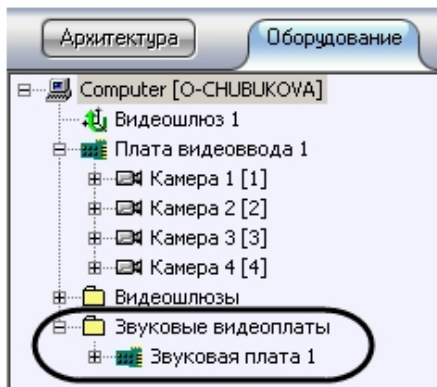 Архитектура
Оборудование
Computer [O-CHUBUKOVA]
Видеошлюз 1
Плата видеоввода 1
Камера 1 [1]
Камера 2 [2]
Камера 3 [3]
Камера 4 [4]
Видеошлюзы
Звуковые видеоплаты
Звуковая плата 1